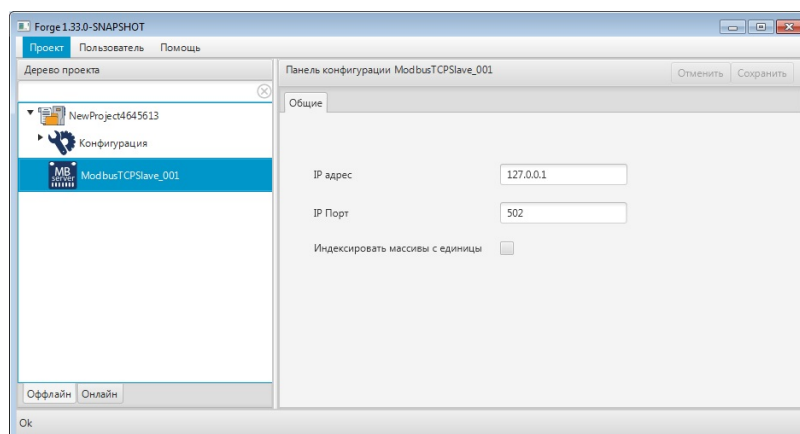 Forge 1.33.0-SNAPSHOT
Проект Пользователь Помощь
Дерево проекта
NewProject4645613
Конфигурация
MB
server
ModbusTCPSlave_001
Оффлайн Онлайн
Панель конфигурации ModbusTCPSlave_001
Отменить Сохранить
Общие
IP адрес 127.0.0.1
IP Порт 502
Индексировать массивы с единицы
Ok